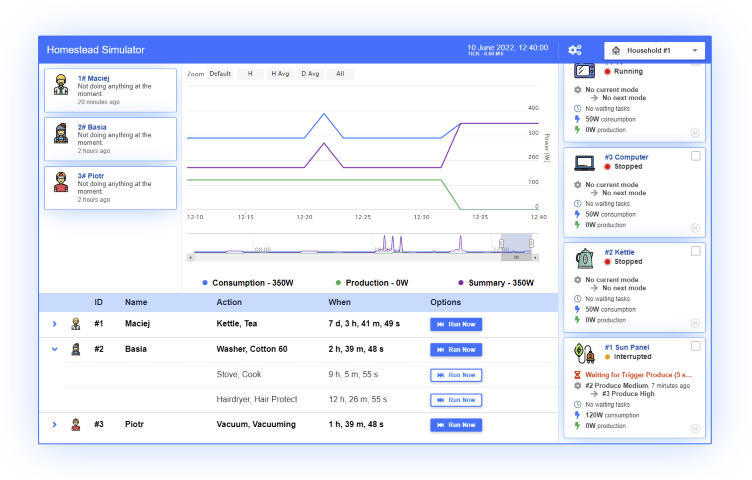 Homestead Simulator
10 June 2022, 12:40:00
TICK - 0.00 MS
Household #1
1# Maciej
Not doing anything at the
moment.
20 minutes ago
2# Basia
Not doing anything at the
moment.
2 hours ago
3# Piotr
Not doing anything at the
moment.
2 hours ago
Zoom Default H H Avg D Avg All
400
300
200
100
0
Power [W]
12:10 12:15 12:20 12:25 12:30 12:35 12:40
08:00
Consumption - 350W Production - 0W Summary - 350W
ID Name Action When Options
#1 Maciej Kettle, Tea 7 d, 3 h, 41 m, 49 s Run Now
#2 Basia Washer, Cotton 60 2 h, 39 m, 48 s Run Now
Stove, Cook 9 h, 5 m, 55 s Run Now
Hairdryer, Hair Protect 12 h, 26 m, 55 s Run Now
#3 Piotr Vacuum, Vacuuming 1 h, 39 m, 48 s Run Now
Running
No current mode
No next mode
No waiting tasks
50W consumption
0W production
#3 Computer
Stopped
No current mode
No next mode
No waiting tasks
50W consumption
0W production
#2 Kettle
Stopped
No current mode
No next mode
No waiting tasks
50W consumption
0W production
#1 Sun Panel
Interrupted
Waiting for Trigger Produce (5 s...
#2 Produce Medium, 7 minutes ago
#3 Produce High
No waiting tasks
120W consumption
0W production